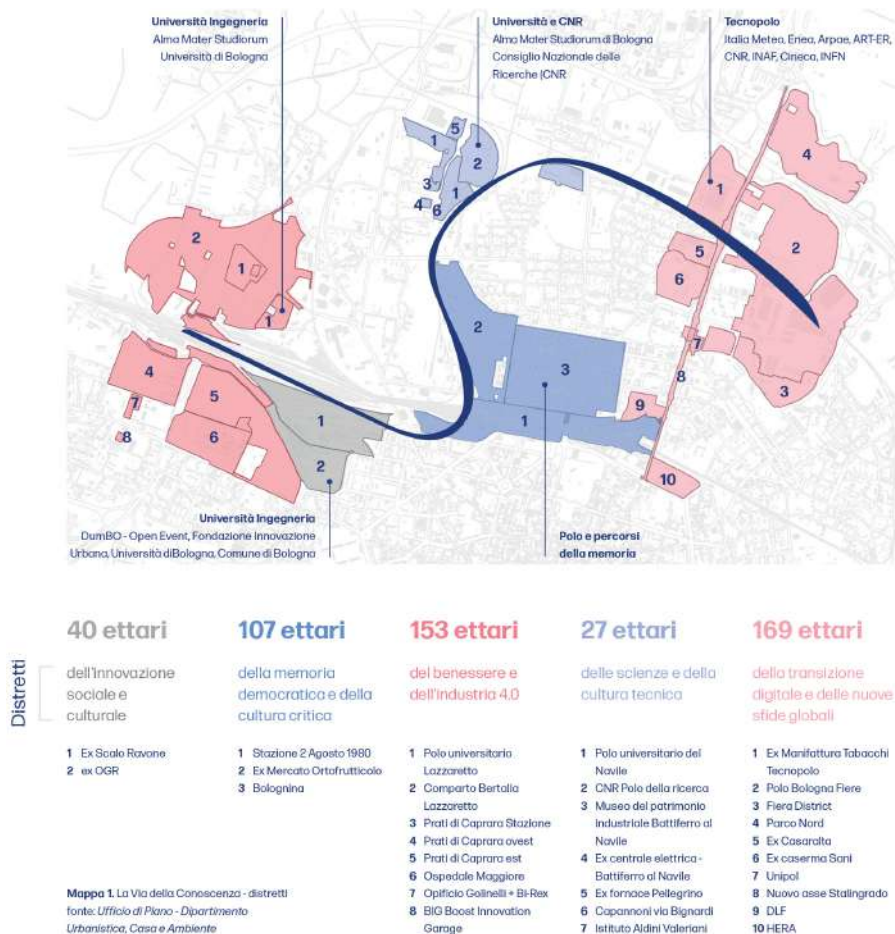 Università Ingegneria
Alma Mater Studiorum
Università di Bologna
Università e CNR
Alma Mater Studiorum di Bologna
Consiglio Nazionale delle
Ricerche |CNR
Tecnopolo
Italia Meteo, Enea, Arpae, ART-ER,
CNR, INAF, Cineca, INFN
1
5
2
3
1
4
6
4
1
2
5
6
7
3
8
9
10
2
1
1
4
5
7
6
8
1
2
2
3
1
Università Ingegneria
DumBO - Open Event, Fondazione Innovazione
Urbana, Università diBologna, Comune di Bologna
Polo e percorsi
della memoria
Distretti
40 ettari
dell'innovazione
sociale e
culturale
1 Ex Scalo Ravone
2 ex OGR
107 ettari
della memoria
democratica e della
cultura critica
1 Stazione 2 Agosto 1980
2 Ex Mercato Ortofrutticolo
3 Bolognina
153 ettari
del benessere e
dell'industria 4.0
1 Polo universitario
Lazzaretto
2 Comparto Bertalia
Lazzaretto
3 Prati di Caprara Stazione
4 Prati di Caprara ovest
5 Prati di Caprara est
6 Ospedale Maggiore
7 Opificio Golinelli + Bi-Rex
8 BIG Boost Innovation
Garage
27 ettari
delle scienze e della
cultura tecnica
1 Polo universitario del
Navile
2 CNR Polo della ricerca
3 Museo del patrimonio
industriale Battiferro al
Navile
4 Ex centrale elettrica -
Battiferro al Navile
5 Ex fornace Pellegrino
6 Capannoni via Bignardi
7 Istituto Aldini Valeriani
169 ettari
della transizione
digitale e delle nuove
sfide globali
1 Ex Manifattura Tabacchi
Tecnopolo
2 Polo Bologna Fiere
3 Fiera District
4 Parco Nord
5 Ex Casaralta
6 Ex caserma Sani
7 Unipol
8 Nuovo asse Stalingrado
9 DLF
10 HERA
Mappa 1. La Via della Conoscenza - distretti
fonte: Ufficio di Piano - Dipartimento
Urbanistica, Casa e Ambiente